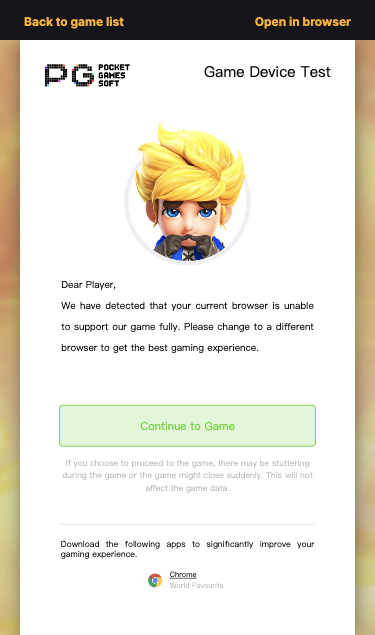 Back to game list
Open in browser
PG POCKET GAMES SOFT
Game Device Test
Dear Player,
We have detected that your current browser is unable
to support our game fully. Please change to a different
browser to get the best gaming experience.
Continue to Game
If you choose to proceed to the game, there may be stuttering
during the game or the game might close suddenly. This will not
affect the game data.
Download the following apps to significantly improve your
gaming experience.
Chrome
World Favourite